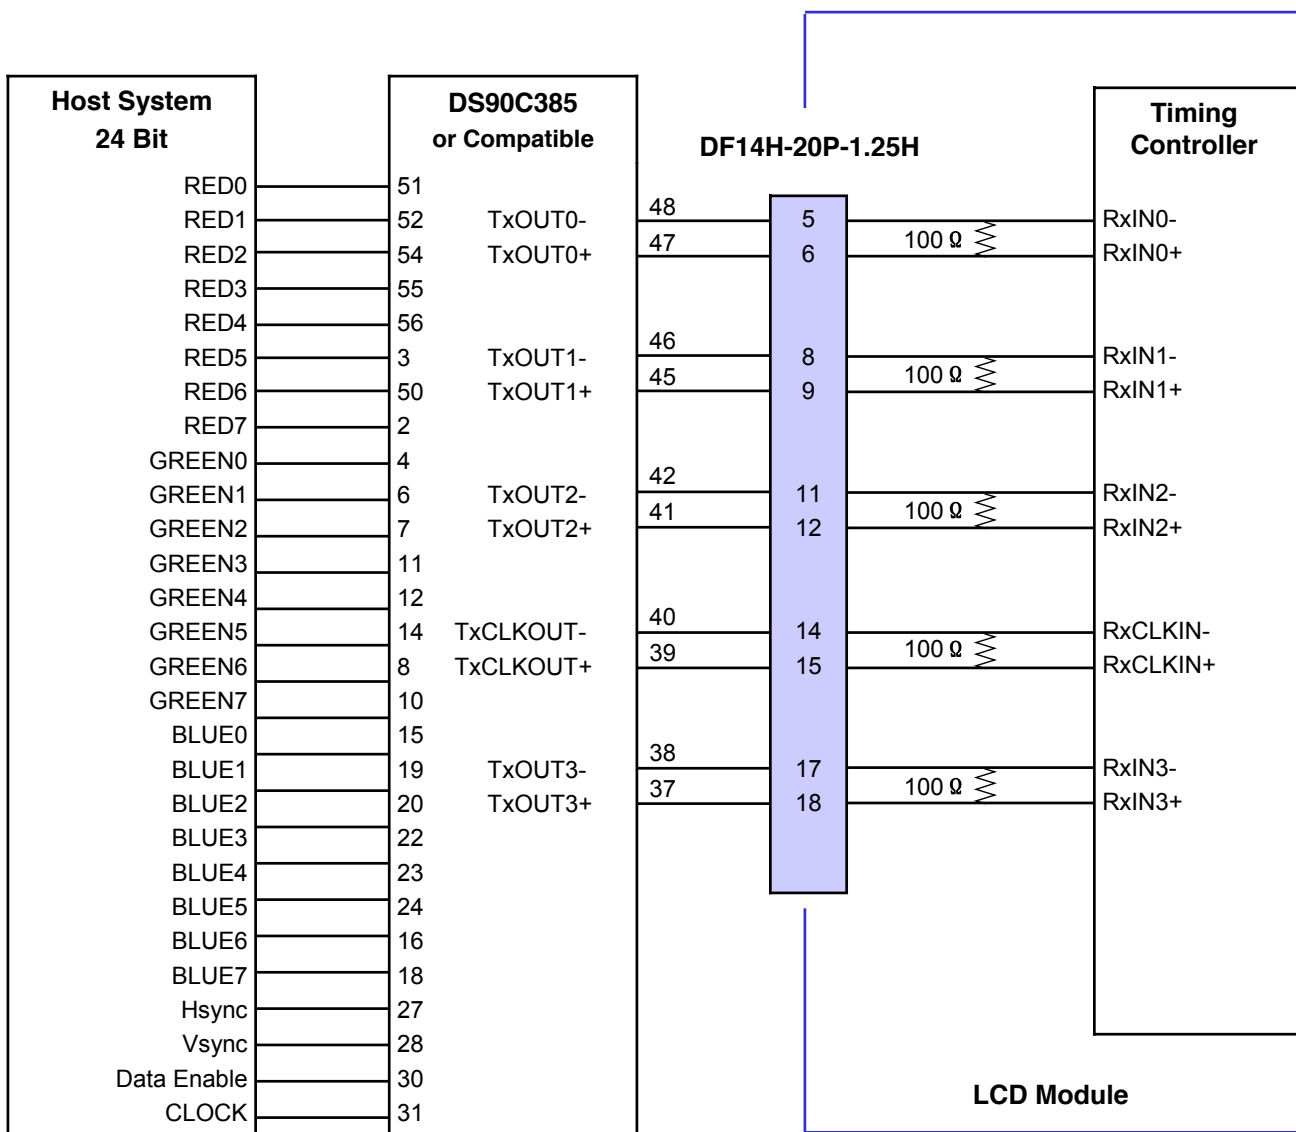 Host System
24 Bit
DS90C385
or Compatible
DF14H-20P-1.25H
Timing
Controller
RED0 51
RED1 52 TxOUT0- 48 5 RxIN0-
100 Ω
RED2 54 TxOUT0+ 47 6 RxIN0+
RED3 55
RED4 56
RED5 3 TxOUT1- 46 8 RxIN1-
100 Ω
RED6 50 TxOUT1+ 45 9 RxIN1+
RED7 2
GREEN0 4
GREEN1 6 TxOUT2- 42 11 RxIN2-
100 Ω
GREEN2 7 TxOUT2+ 41 12 RxIN2+
GREEN3 11
GREEN4 12
GREEN5 14 TxCLKOUT- 40 14 RxCLKIN-
100 Ω
GREEN6 8 TxCLKOUT+ 39 15 RxCLKIN+
GREEN7 10
BLUE0 15
BLUE1 19 TxOUT3- 38 17 RxIN3-
100 Ω
BLUE2 20 TxOUT3+ 37 18 RxIN3+
BLUE3 22
BLUE4 23
BLUE5 24
BLUE6 16
BLUE7 18
Hsync 27
Vsync 28
Data Enable 30
CLOCK 31
LCD Module